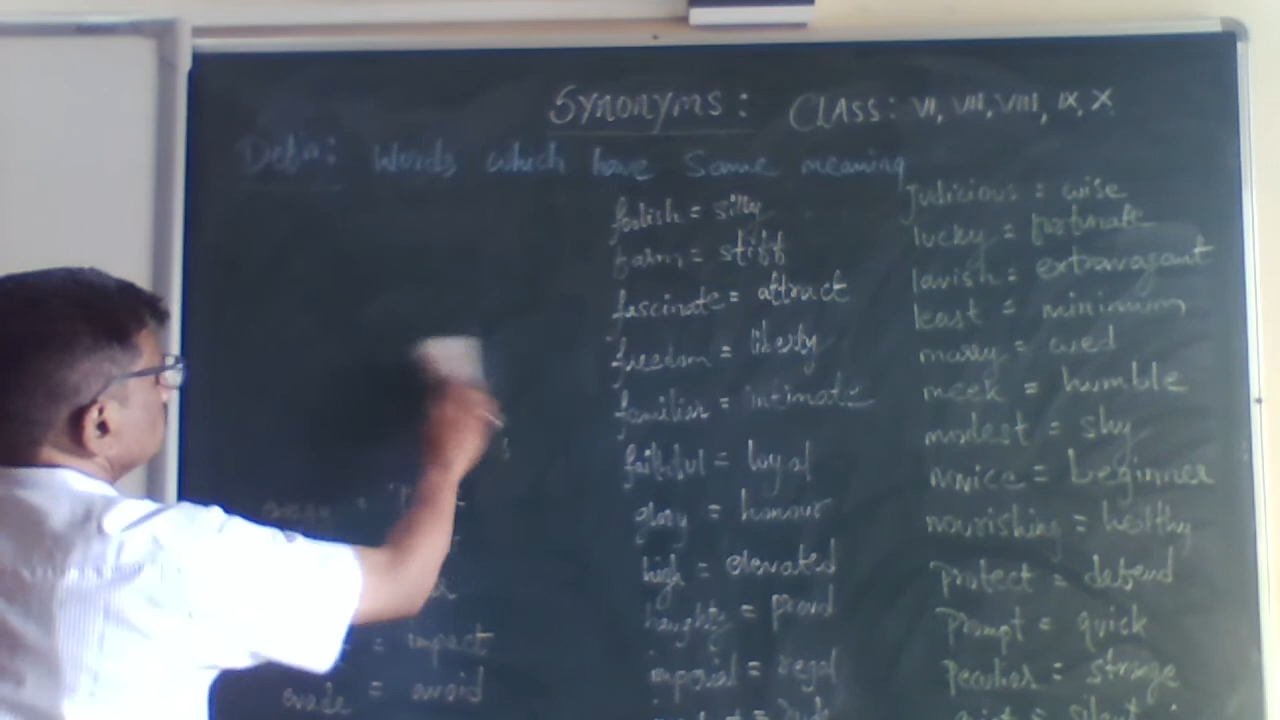 Synonyms: CLASS: VI, VII, VIII, IX, X
Defn: Words which have Same meaning
= impact
evade = avoid
foolish = silly
farm = stiff
fascinate = attract
freedom = liberty
familiar = intimate
faithful = loyal
glory = honour
high = elevated
haughty = proud
imperial = regal
judicious = wise
lucky = fortunate
lavish = extravagant
least = minimum
marry = wed
meek = humble
modest = shy
novice = beginner
nourishing = healthy
protect = defend
Prompt = quick
Peculiar = strange